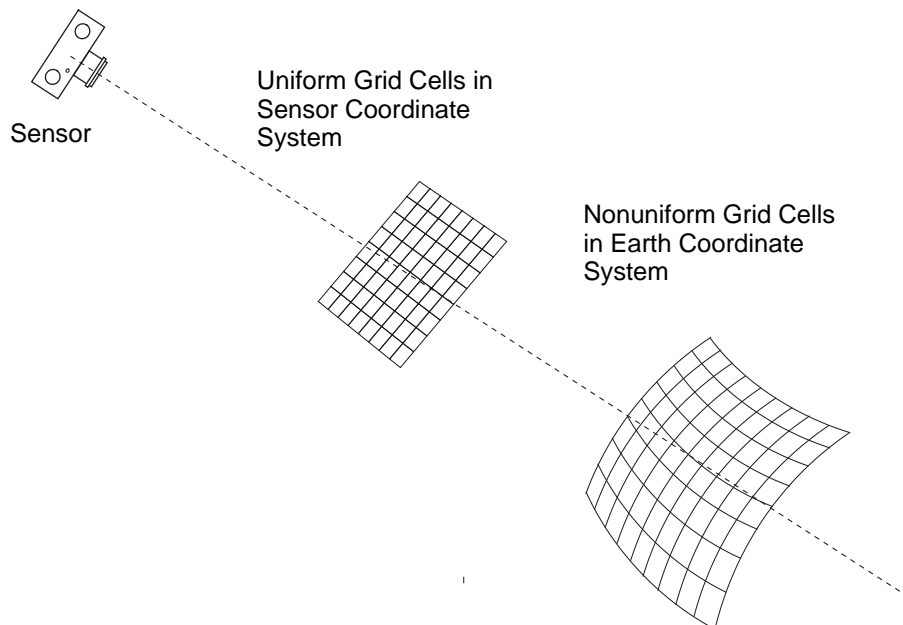 Sensor
Uniform Grid Cells in
Sensor Coordinate
System
Nonuniform Grid Cells
in Earth Coordinate
System